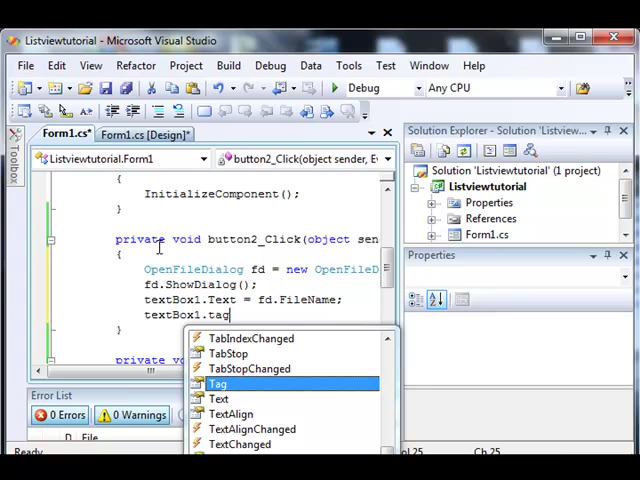 Listviewtutorial - Microsoft Visual Studio
File Edit View Refactor Project Build Debug Data Tools Test Window Help
Debug Any CPU
Toolbox
Form1.cs* Form1.cs [Design]*
Listviewtutorial.Form1 button2_Click(object sender, Ev
{
InitializeComponent();
}
private void button2_Click(object sen
{
OpenFileDialog fd = new OpenFileD
fd.ShowDialog();
textBox1.Text = fd.FileName;
textBox1.tag
}
private vo
TabIndexChanged
TabStop
TabStopChanged
Tag
Text
TextAlign
TextAlignChanged
TextChanged
Solution Explorer - Listview...
Solution 'Listviewtutorial' (1 project)
Listviewtutorial
Properties
References
Form1.cs
Properties
Error List
0 Errors 0 Warnings
File
Ready Col 25 Ch 25